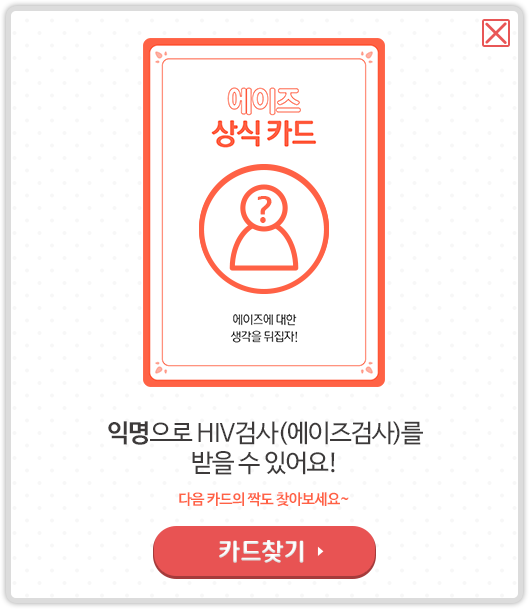 에이즈
상식 카드
?
에이즈에 대한
생각을 뒤집자!
익명으로 HIV검사(에이즈검사)를
받을 수 있어요!
다음 카드의 짝도 찾아보세요~
카드찾기